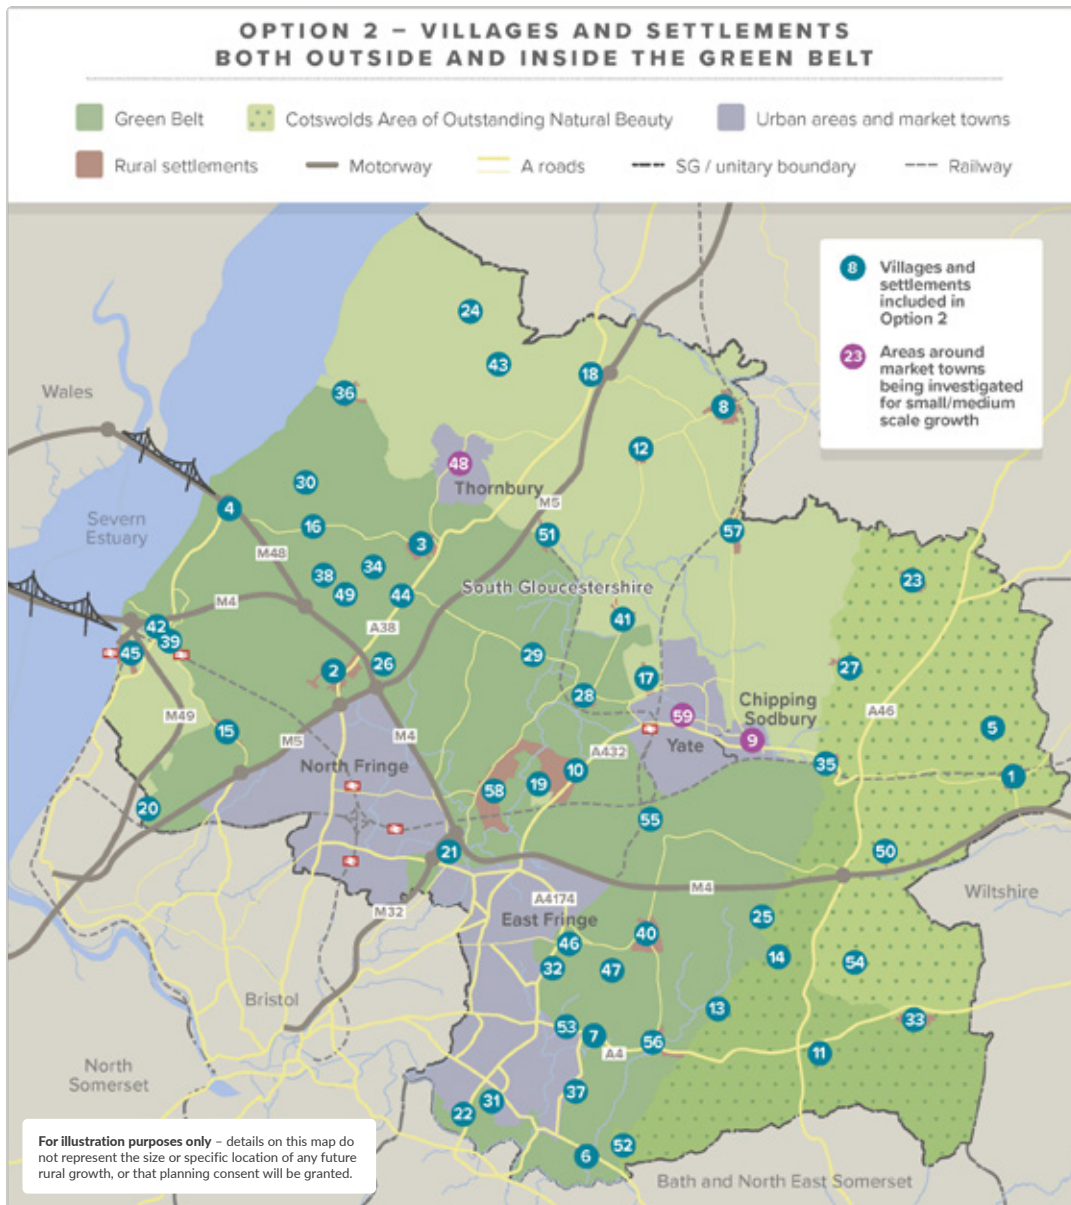 OPTION 2 – VILLAGES AND SETTLEMENTS
BOTH OUTSIDE AND INSIDE THE GREEN BELT
Green Belt
Cotswolds Area of Outstanding Natural Beauty
Urban areas and market towns
Rural settlements
Motorway
A roads
SG / unitary boundary
Railway
8
Villages and
settlements
included in
Option 2
23
Areas around
market towns
being investigated
for small/medium
scale growth
24
43
18
36
8
Wales
12
48
Thornbury
30
4
M5
Severn
Estuary
16
3
51
57
M48
38
34
49
44
South Gloucestershire
23
M4
42
39
A38
41
45
2
26
29
27
17
28
Chipping
Sodbury
A46
M49
15
M5
M4
59
9
5
Yate
North Fringe
A432
35
1
10
19
58
20
55
21
50
M4
A4174
Wiltshire
M32
East Fringe
25
40
46
14
32
47
54
Bristol
13
33
53
7
56
A4
11
North
Somerset
37
31
22
52
6
Bath and North East Somerset
For illustration purposes only – details on this map do
not represent the size or specific location of any future
rural growth, or that planning consent will be granted.